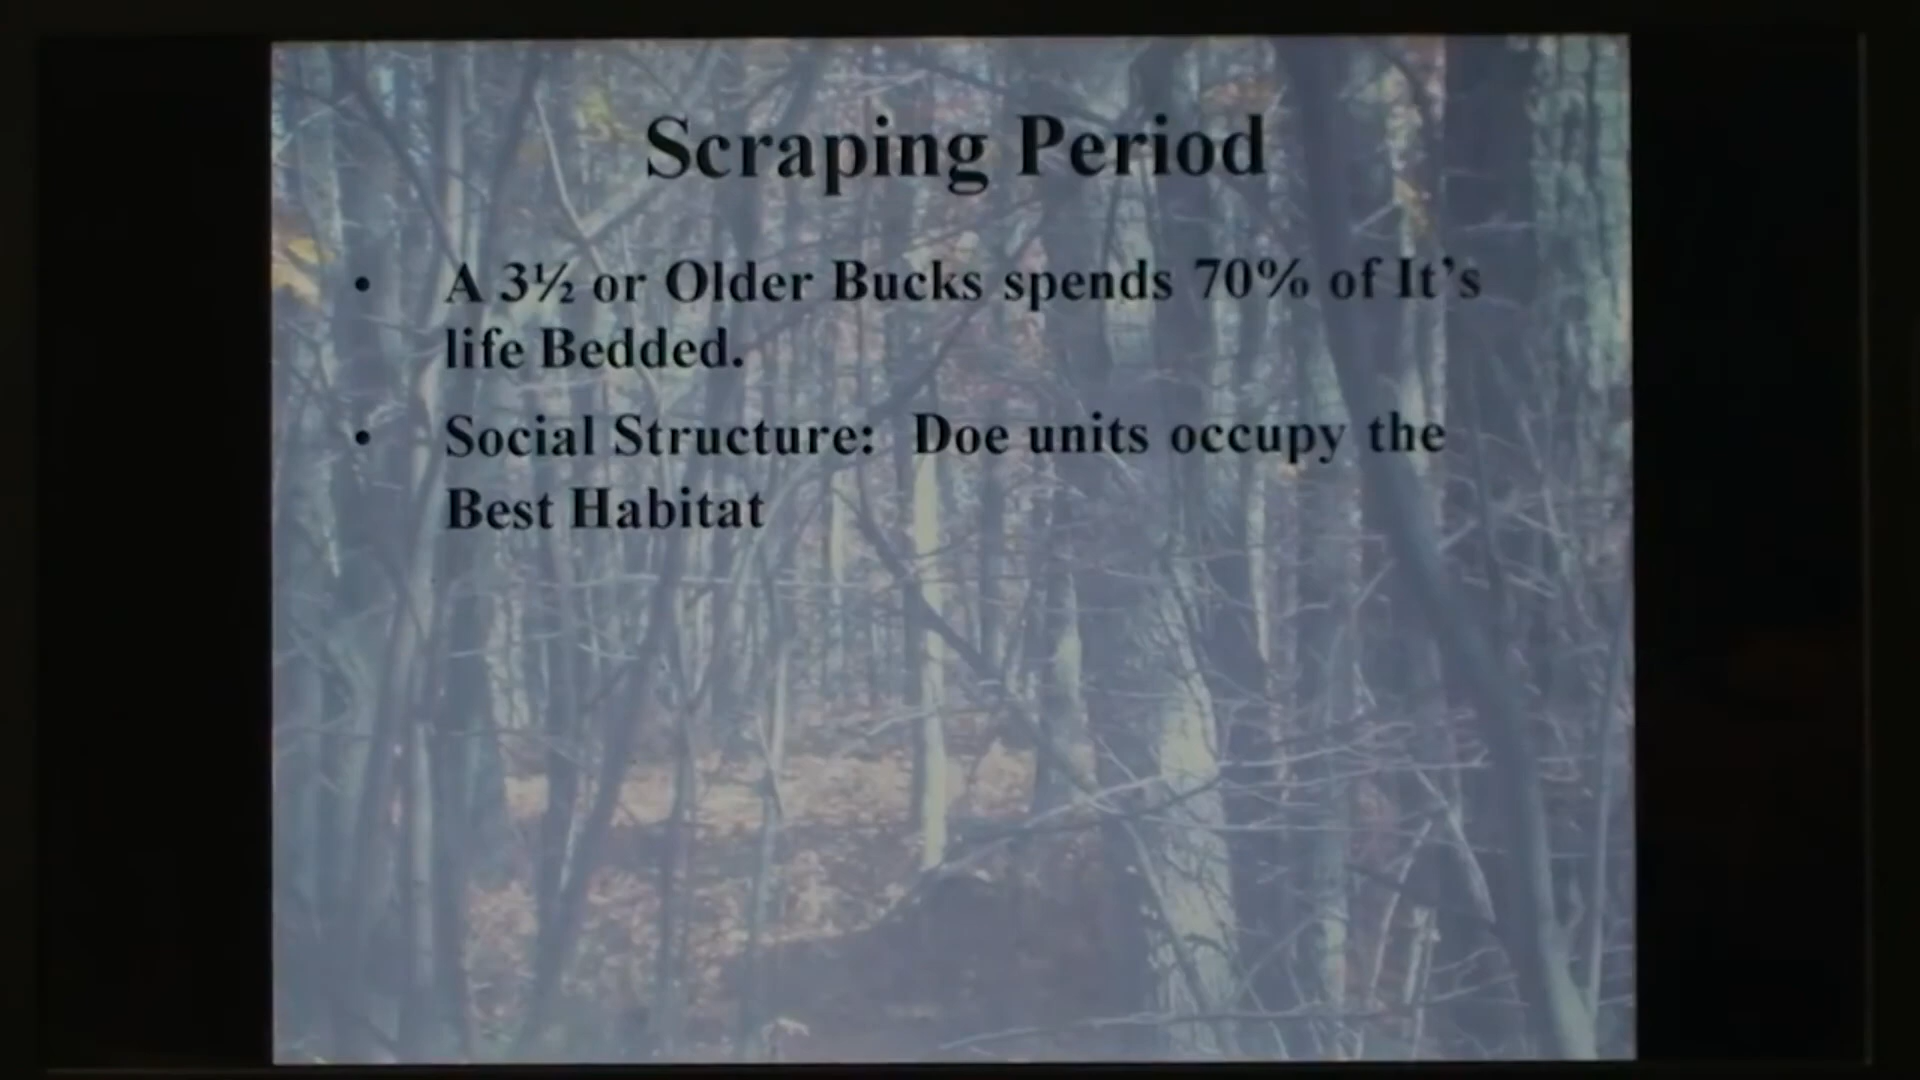 Scraping Period
• A 3½ or Older Bucks spends 70% of It's
life Bedded.
• Social Structure: Doe units occupy the
Best Habitat